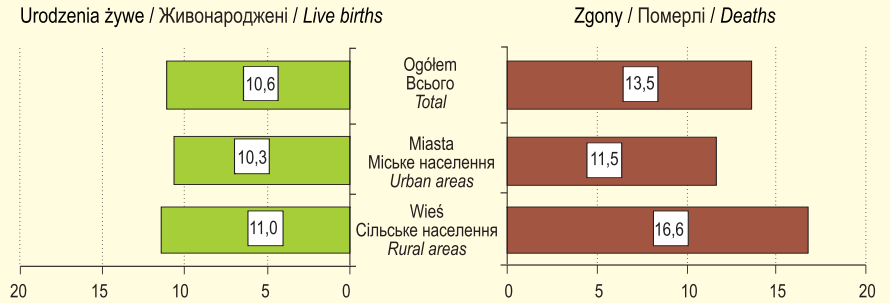 Urodzenia żywe / Живонароджені / Live births
Zgony / Померлі / Deaths
10,6
Ogółem
Всього
Total
13,5
10,3
Miasta
Міське населення
Urban areas
11,5
11,0
Wieś
Сільське населення
Rural areas
16,6
20 15 10 5 0
0 5 10 15 20